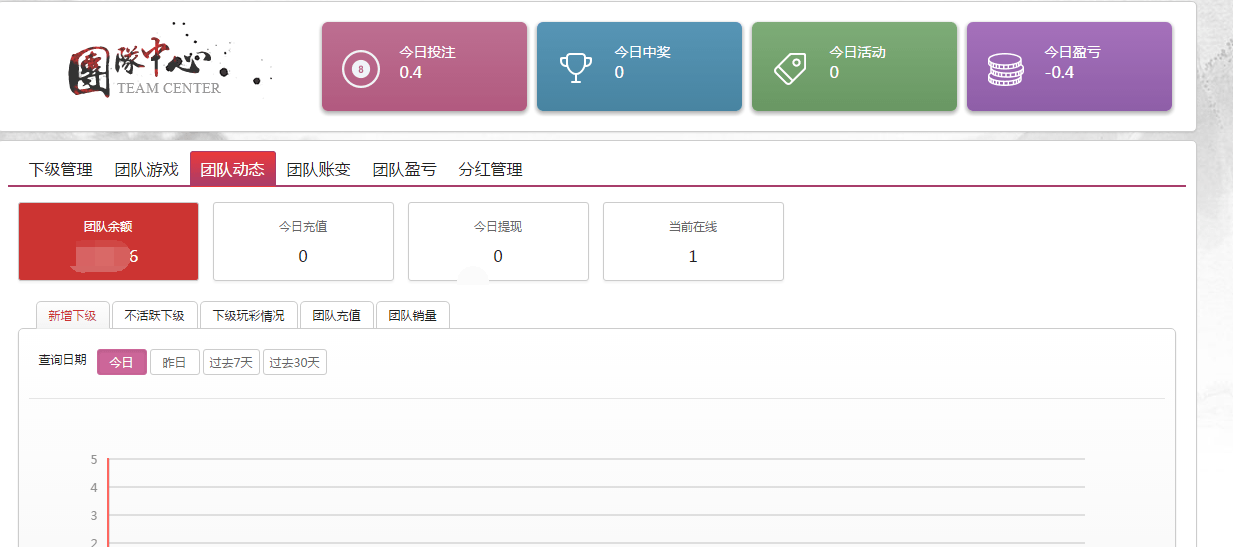 團隊中心
TEAM CENTER
8
今日投注
0.4
今日中奖
0
今日活动
0
今日盈亏
-0.4
下级管理 团队游戏 团队动态 团队账变 团队盈亏 分红管理
团队余额
6
今日充值
0
今日提现
0
当前在线
1
新增下级 不活跃下级 下级玩彩情况 团队充值 团队销量
查询日期 今日 昨日 过去7天 过去30天
5
4
3
2